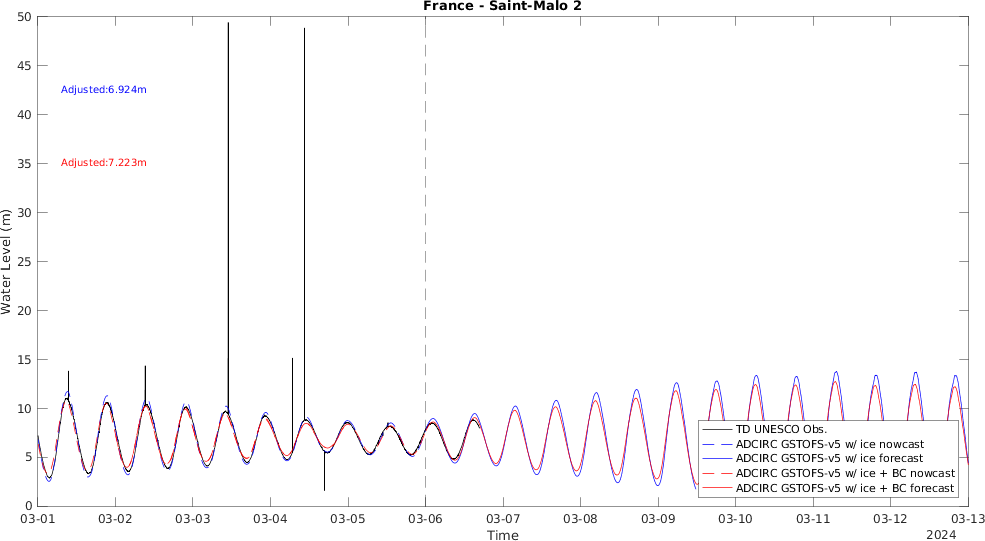 France - Saint-Malo 2
Water Level (m)
50
45
40
35
30
25
20
15
10
5
0
Adjusted:6.924m
Adjusted:7.223m
TD UNESCO Obs.
ADCIRC GSTOFS-v5 w/ ice nowcast
ADCIRC GSTOFS-v5 w/ ice forecast
ADCIRC GSTOFS-v5 w/ ice + BC nowcast
ADCIRC GSTOFS-v5 w/ ice + BC forecast
03-01 03-02 03-03 03-04 03-05 03-06 03-07 03-08 03-09 03-10 03-11 03-12 03-13
Time
2024